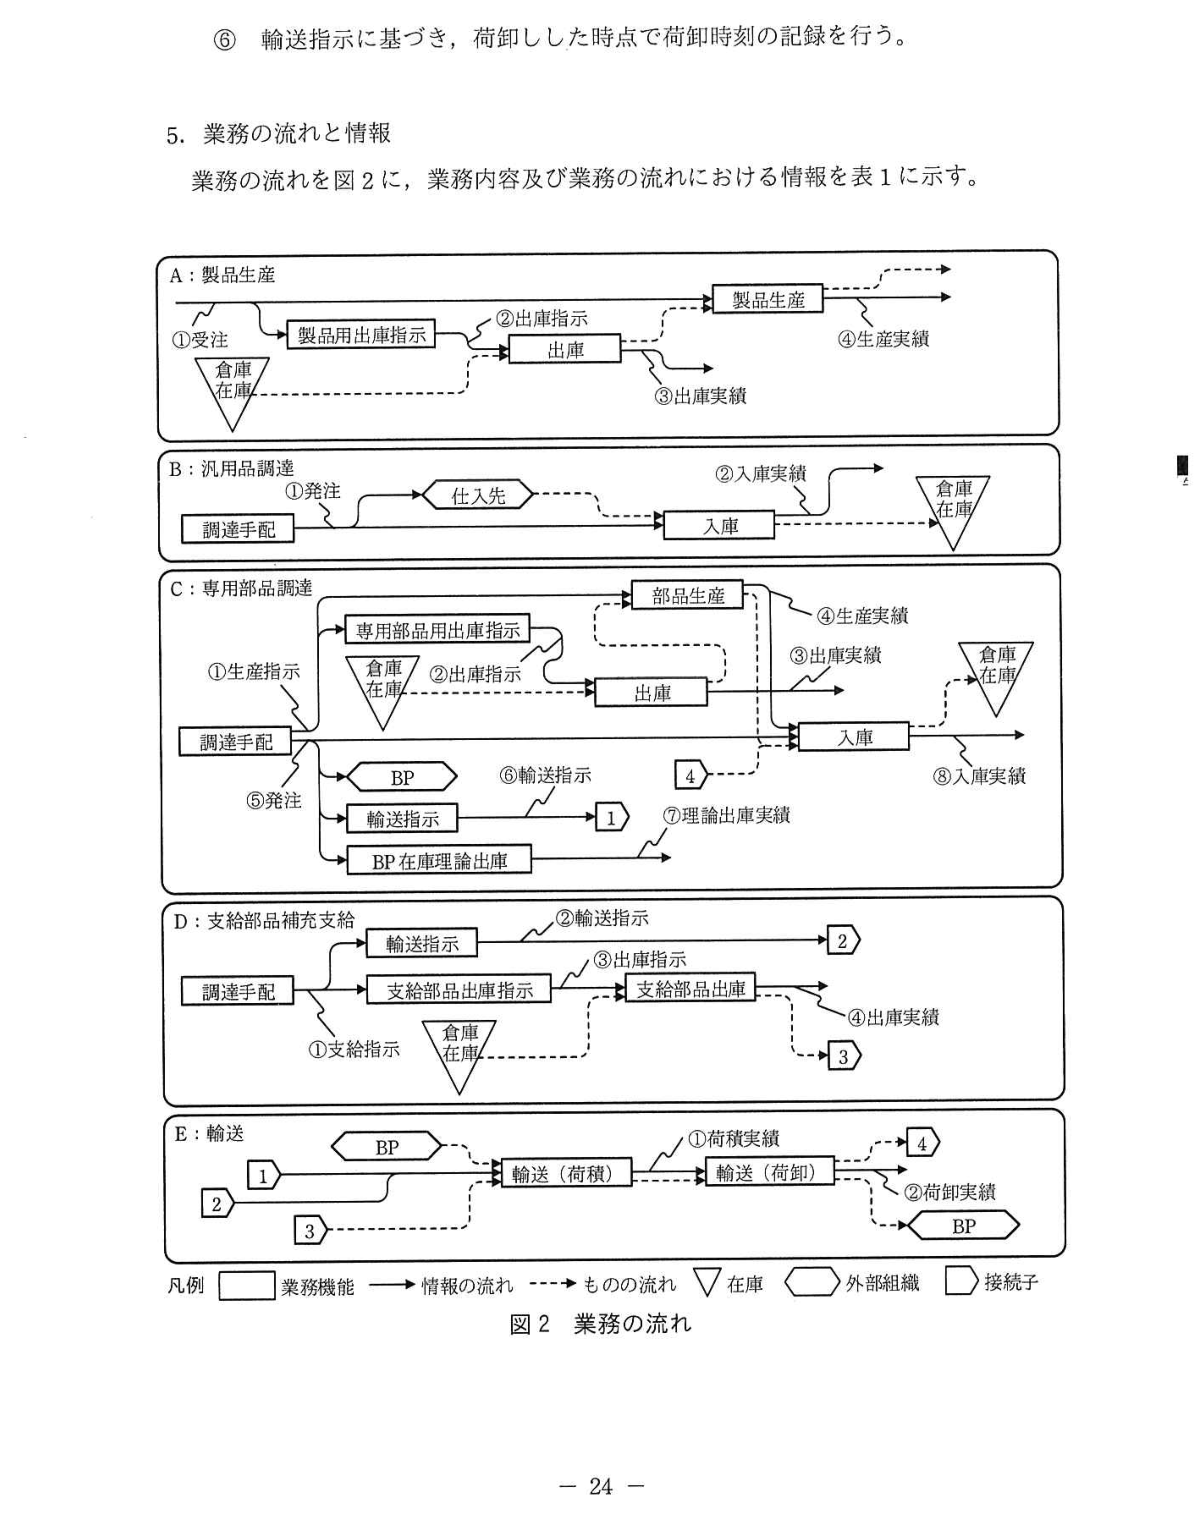 ⑥　輸送指示に基づき，荷卸しした時点で荷卸時刻の記録を行う。
5．業務の流れと情報
業務の流れを図2に，業務内容及び業務の流れにおける情報を表1に示す。
A：製品生産
製品生産
①受注
製品用出庫指示
②出庫指示
出庫
④生産実績
倉庫
在庫
③出庫実績
B：汎用品調達
①発注
仕入先
②入庫実績
倉庫
在庫
調達手配
入庫
C：専用部品調達
部品生産
④生産実績
専用部品用出庫指示
①生産指示
倉庫
在庫
②出庫指示
③出庫実績
出庫
倉庫
在庫
調達手配
入庫
⑤発注
BP
⑥輸送指示
4
⑧入庫実績
輸送指示
1
⑦理論出庫実績
BP在庫理論出庫
D：支給部品補充支給
②輸送指示
輸送指示
2
③出庫指示
調達手配
支給部品出庫指示
支給部品出庫
①支給指示
倉庫
在庫
④出庫実績
3
E：輸送
BP
①荷積実績
4
1
輸送（荷積）
輸送（荷卸）
2
②荷卸実績
3
BP
凡例
業務機能
情報の流れ
ものの流れ
在庫
外部組織
接続子
図2　業務の流れ
－ 24 －